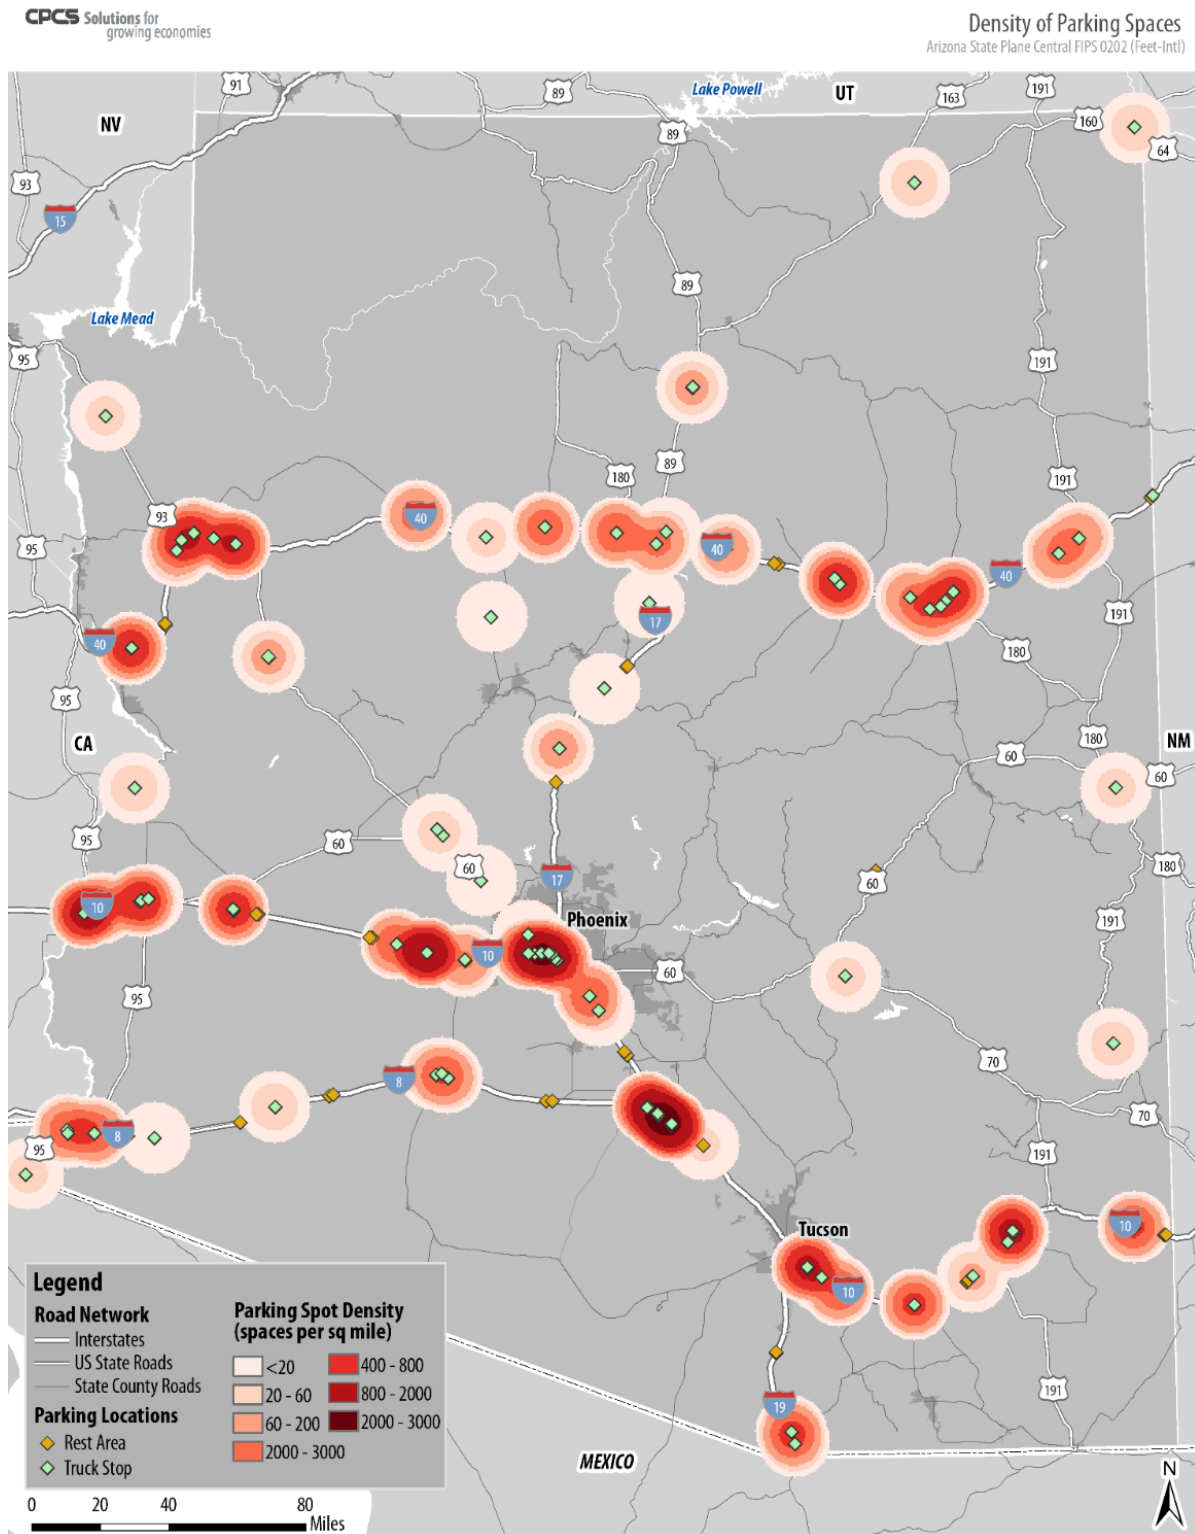 CPCS Solutions for
growing economies
Density of Parking Spaces
Arizona State Plane Central FIPS 0202 (Feet-Intl)
91
89
Lake Powell
UT
163
191
NV
89
160
64
93
15
89
Lake Mead
95
191
180
89
191
93
40
95
40
40
40
17
191
180
95
CA
180
NM
60
60
95
60
60
60
180
17
10
Phoenix
191
10
60
95
70
8
8
70
95
191
10
Tucson
10
191
19
MEXICO
Legend
Road Network
Interstates
US State Roads
State County Roads
Parking Locations
Rest Area
Truck Stop
Parking Spot Density
(spaces per sq mile)
<20
20 - 60
60 - 200
2000 - 3000
400 - 800
800 - 2000
2000 - 3000
0 20 40 80
Miles
N